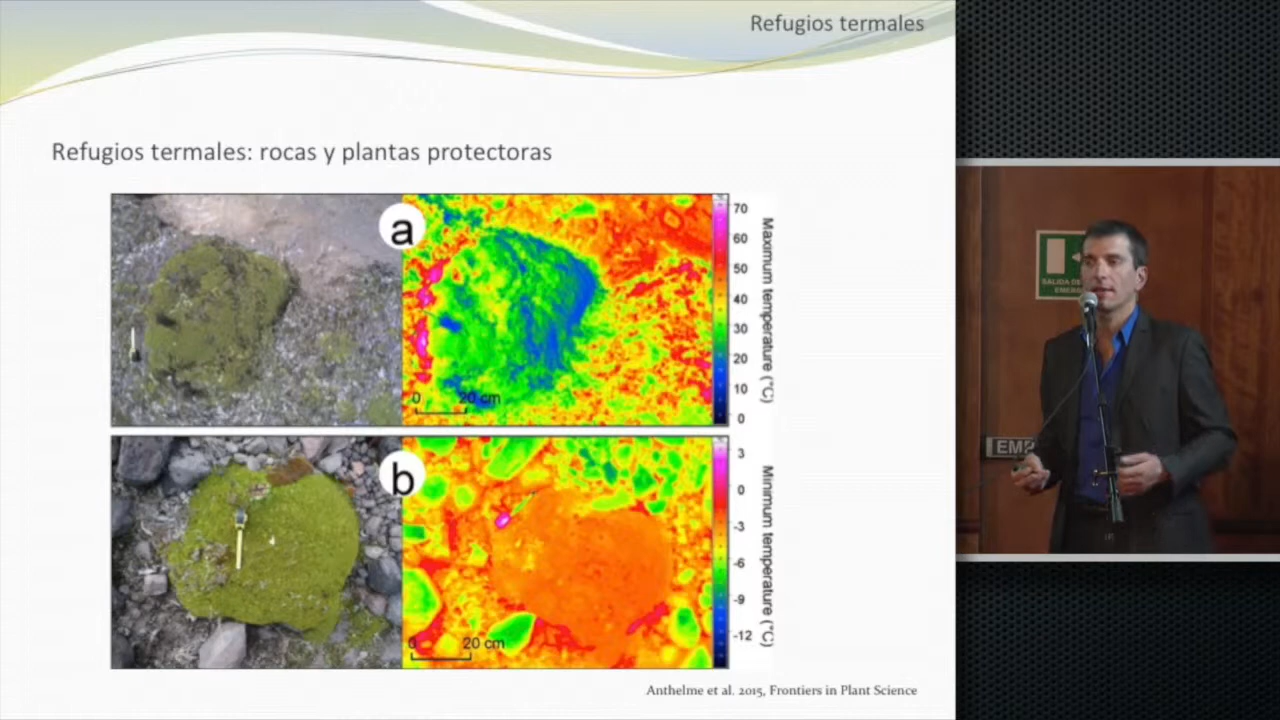 Refugios termales
Refugios termales: rocas y plantas protectoras
a
70
60
50
40
30
20
10
0
Maximum temperature (°C)
0 20 cm
b
3
0
-3
-6
-9
-12
Minimum temperature (°C)
0 20 cm
Anthelme et al. 2015, Frontiers in Plant Science
SALIDA DE
EMP